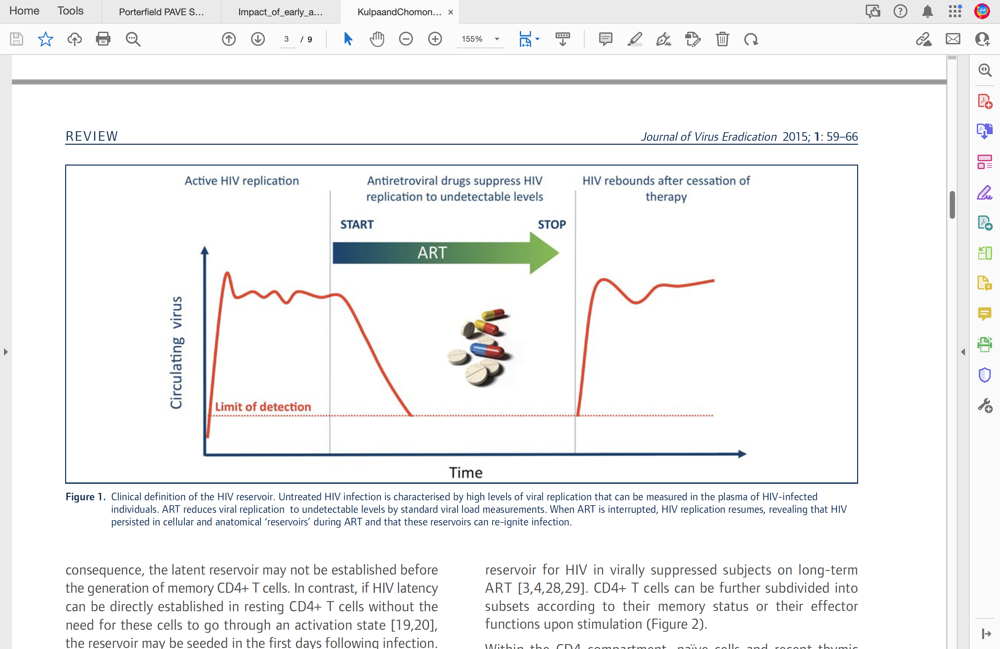 Home Tools Porterfield PAVE S... Impact_of_early_a... KulpaandChomon... ×
3 / 9 155%
REVIEW Journal of Virus Eradication 2015; 1: 59–66
Active HIV replication
Antiretroviral drugs suppress HIV
replication to undetectable levels
HIV rebounds after cessation of
therapy
START STOP
ART
Circulating virus
Limit of detection
Time
Figure 1. Clinical definition of the HIV reservoir. Untreated HIV infection is characterised by high levels of viral replication that can be measured in the plasma of HIV-infected
individuals. ART reduces viral replication to undetectable levels by standard viral load measurements. When ART is interrupted, HIV replication resumes, revealing that HIV
persisted in cellular and anatomical ‘reservoirs’ during ART and that these reservoirs can re-ignite infection.
consequence, the latent reservoir may not be established before
the generation of memory CD4+ T cells. In contrast, if HIV latency
can be directly established in resting CD4+ T cells without the
need for these cells to go through an activation state [19,20],
the reservoir may be seeded in the first days following infection.
reservoir for HIV in virally suppressed subjects on long-term
ART [3,4,28,29]. CD4+ T cells can be further subdivided into
subsets according to their memory status or their effector
functions upon stimulation (Figure 2).
Within the CD4 compartment, naïve cells and recent thymic